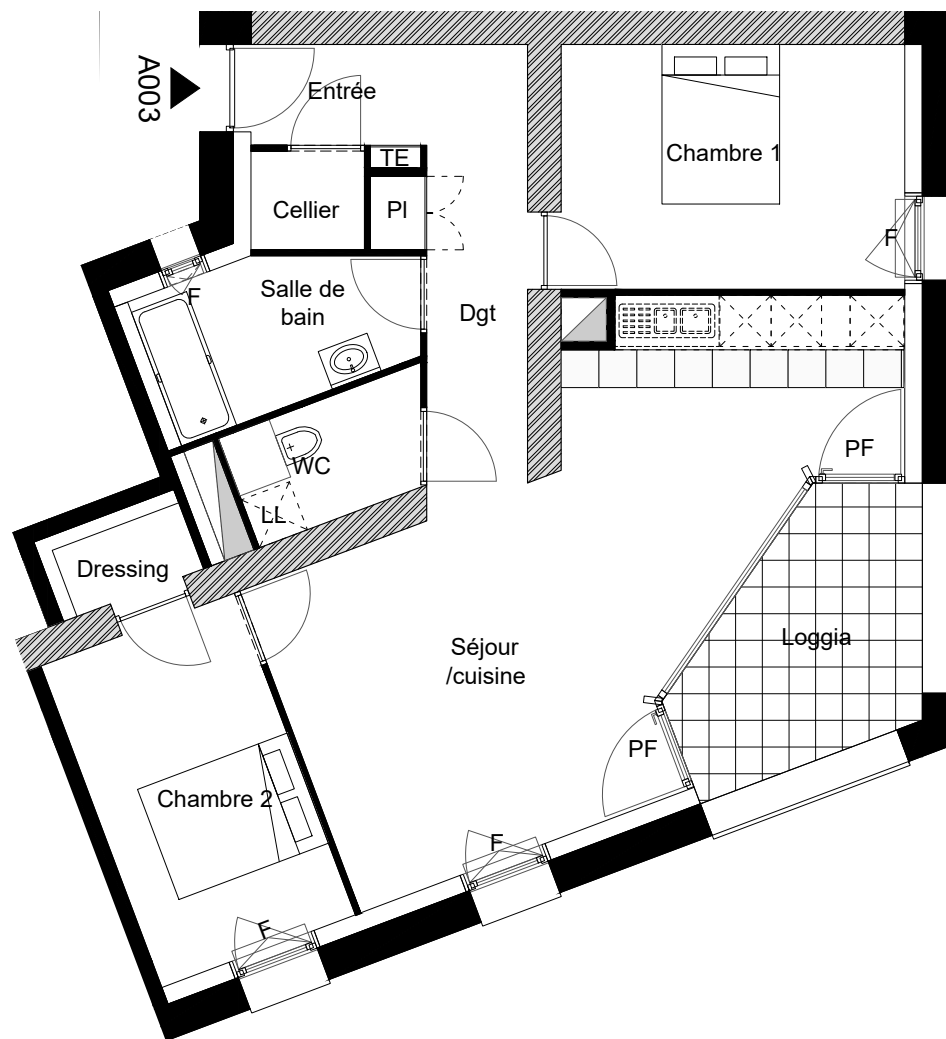 A003
Entrée
TE
Chambre 1
Cellier
Pl
F
F
Salle de
bain
Dgt
PF
WC
LL
Dressing
Séjour
/cuisine
Loggia
PF
Chambre 2
F
F